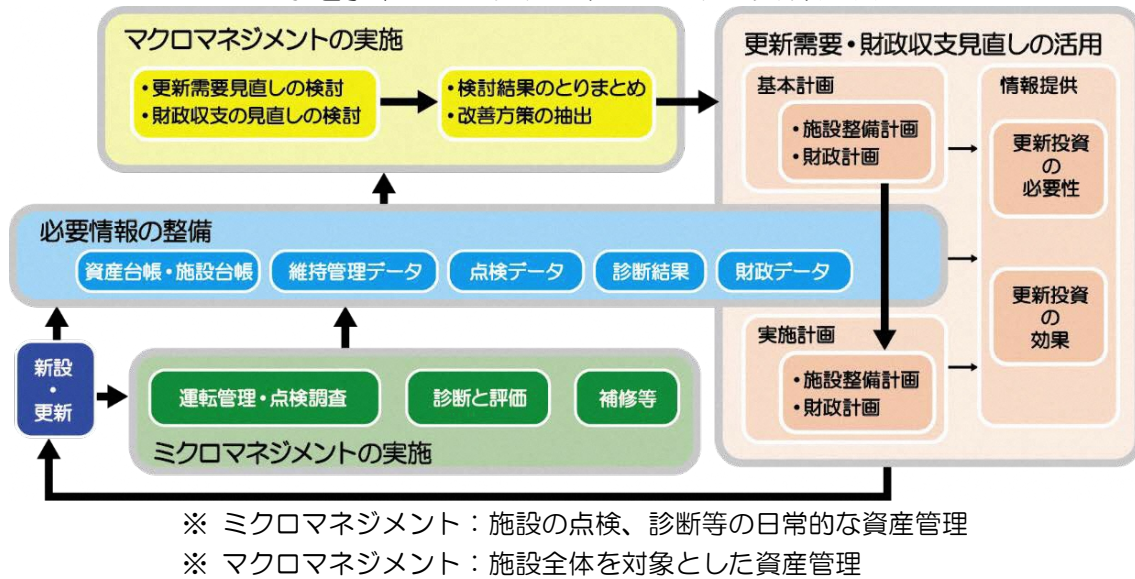 マクロマネジメントの実施
・更新需要見直しの検討
・財政収支の見直しの検討
・検討結果のとりまとめ
・改善方策の抽出
更新需要・財政収支見直しの活用
基本計画
・施設整備計画
・財政計画
情報提供
更新投資
の
必要性
更新投資
の
効果
必要情報の整備
資産台帳・施設台帳
維持管理データ
点検データ
診断結果
財政データ
実施計画
・施設整備計画
・財政計画
新設
・
更新
運転管理・点検調査
診断と評価
補修等
ミクロマネジメントの実施
※ ミクロマネジメント：施設の点検、診断等の日常的な資産管理
※ マクロマネジメント：施設全体を対象とした資産管理